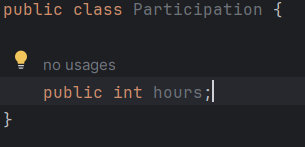 public class Participation {
no usages
public int hours;
}